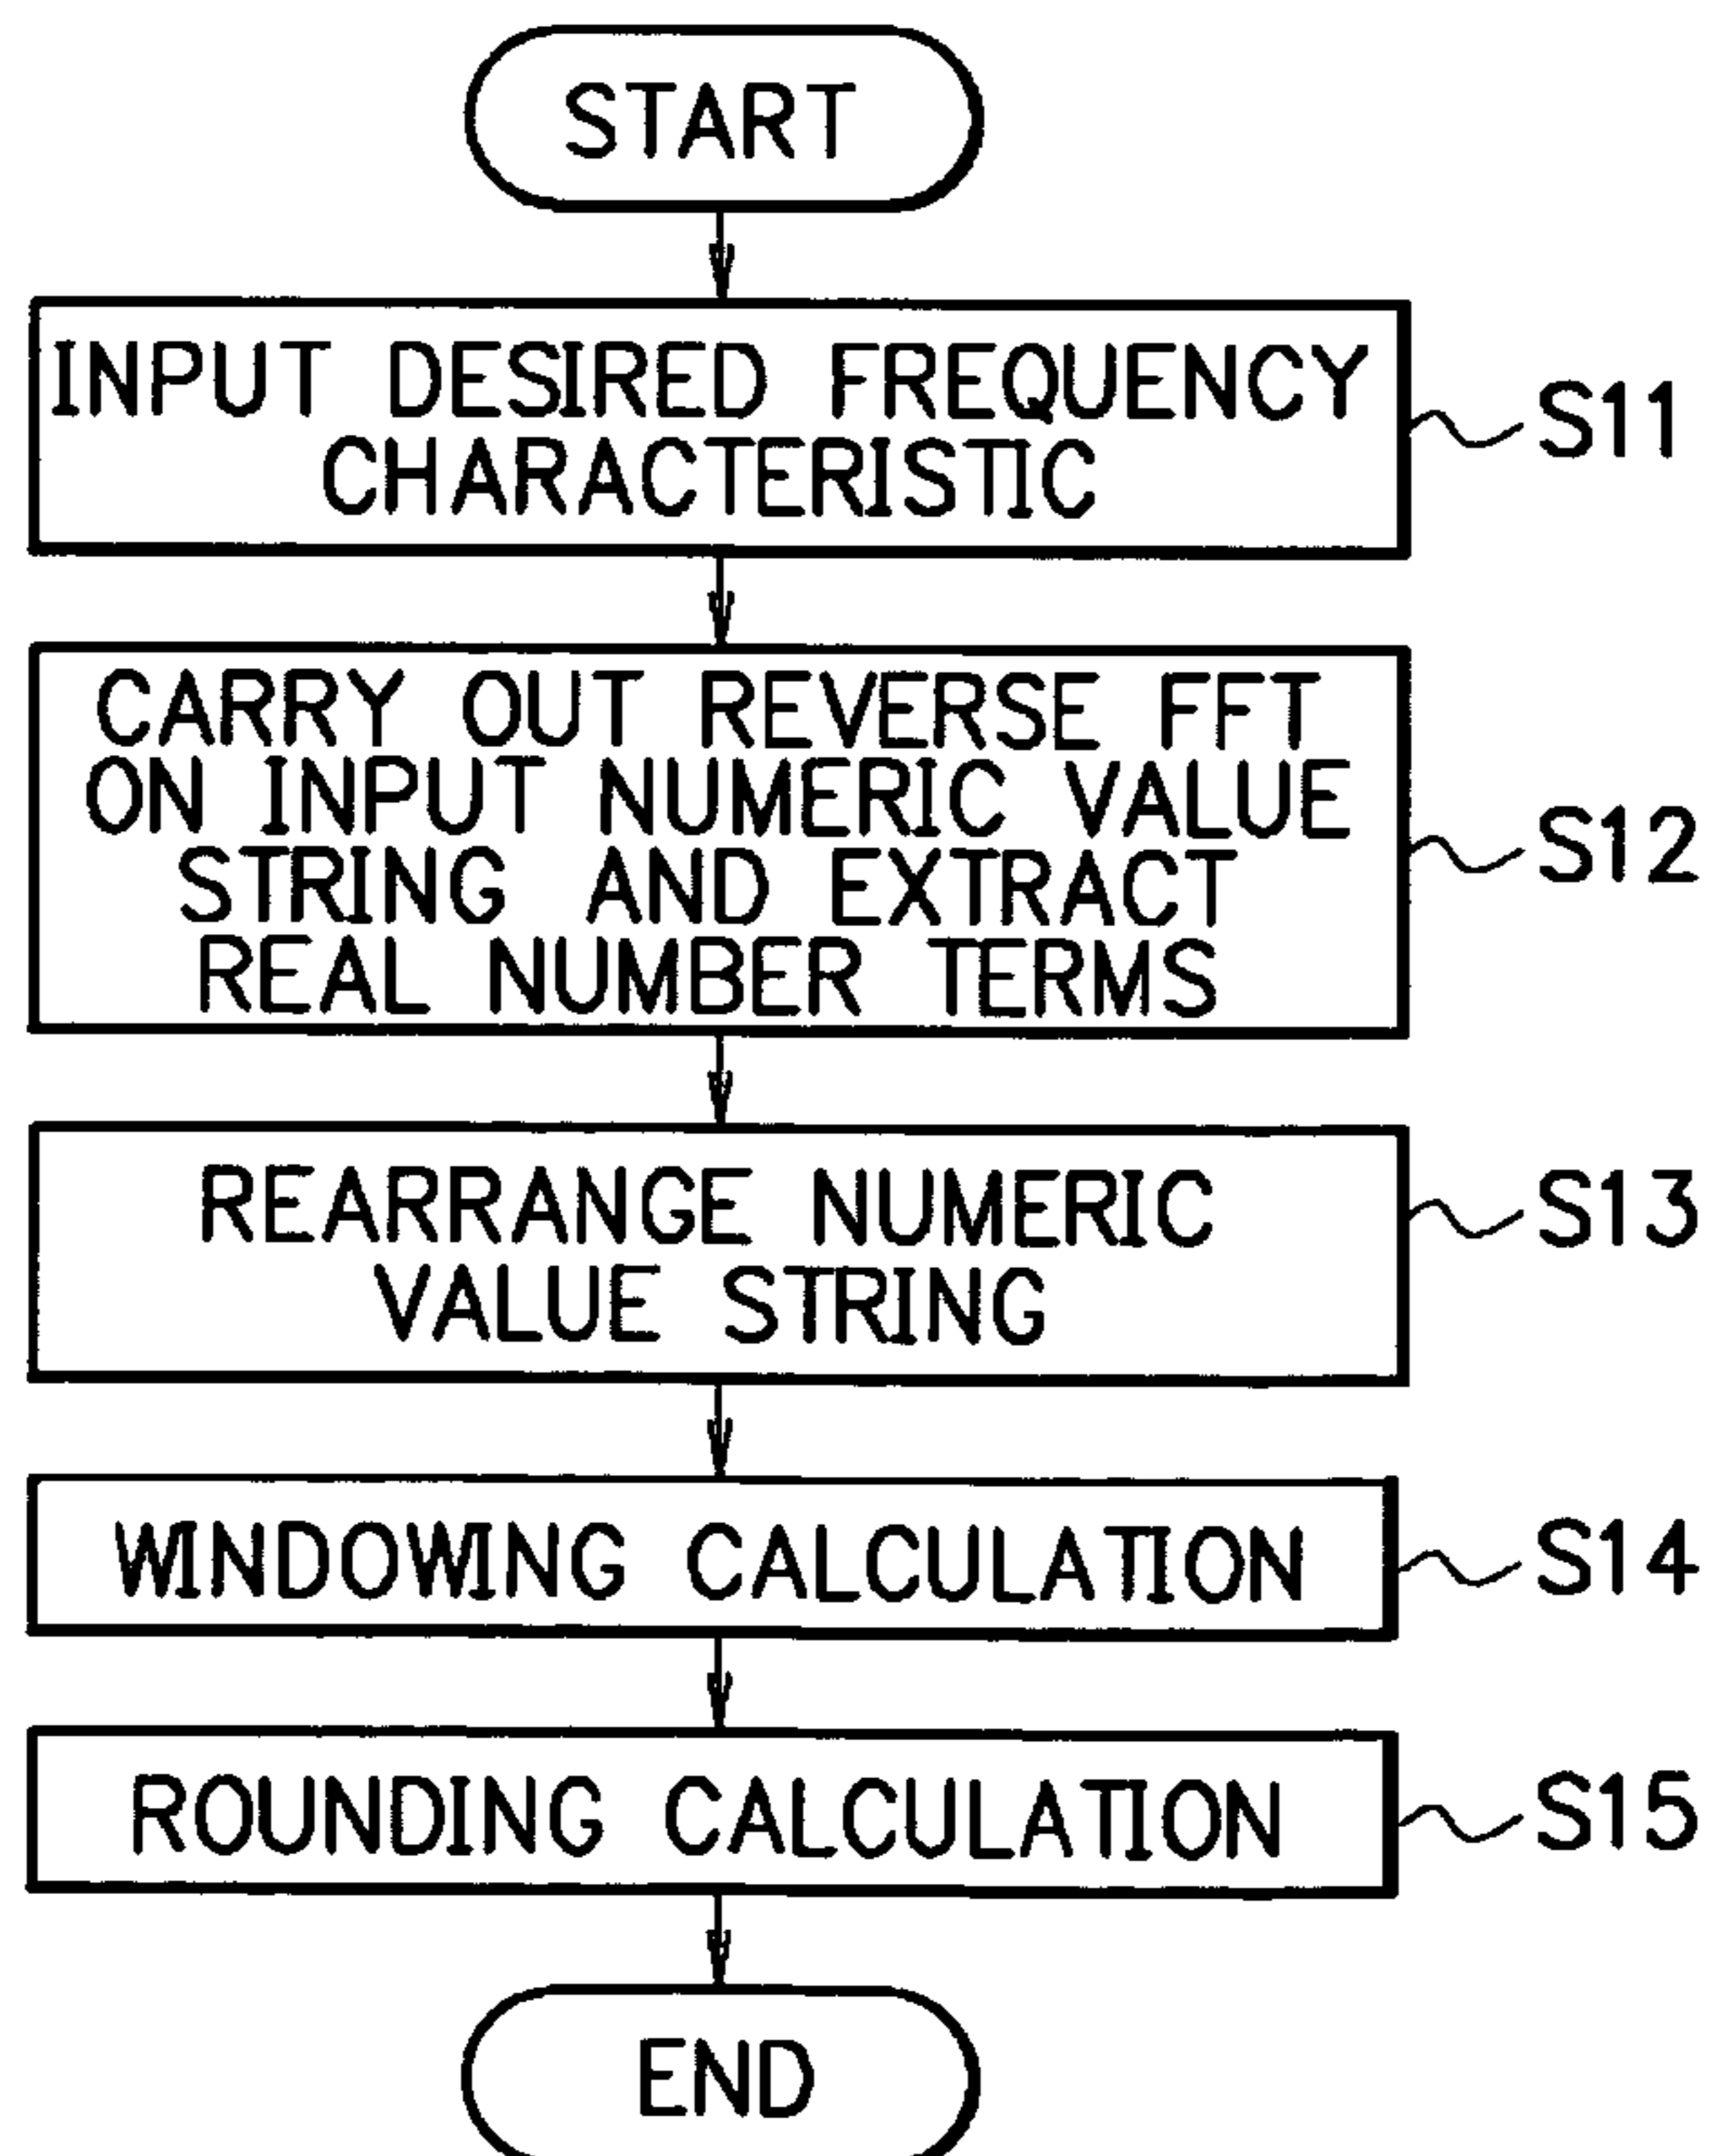 START
INPUT DESIRED FREQUENCY
CHARACTERISTIC
S11
CARRY OUT REVERSE FFT
ON INPUT NUMERIC VALUE
STRING AND EXTRACT
REAL NUMBER TERMS
S12
REARRANGE NUMERIC
VALUE STRING
S13
WINDOWING CALCULATION
S14
ROUNDING CALCULATION
S15
END